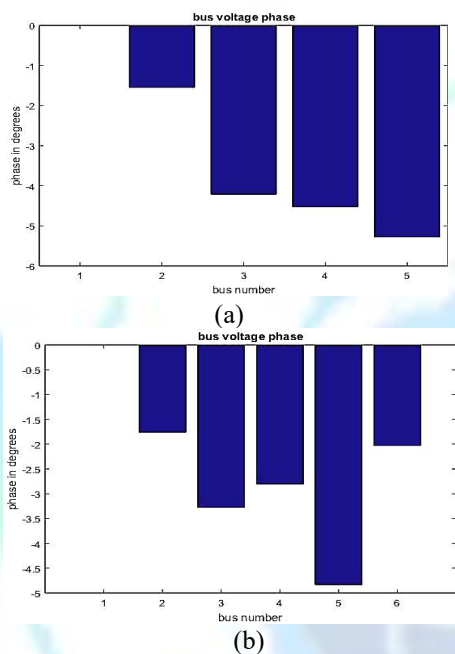 bus voltage phase
0
-1
-2
-3
-4
-5
-6
phase in degrees
1 2 3 4 5
bus number
(a)
bus voltage phase
0
-0.5
-1
-1.5
-2
-2.5
-3
-3.5
-4
-4.5
-5
phase in degrees
1 2 3 4 5 6
bus number
(b)